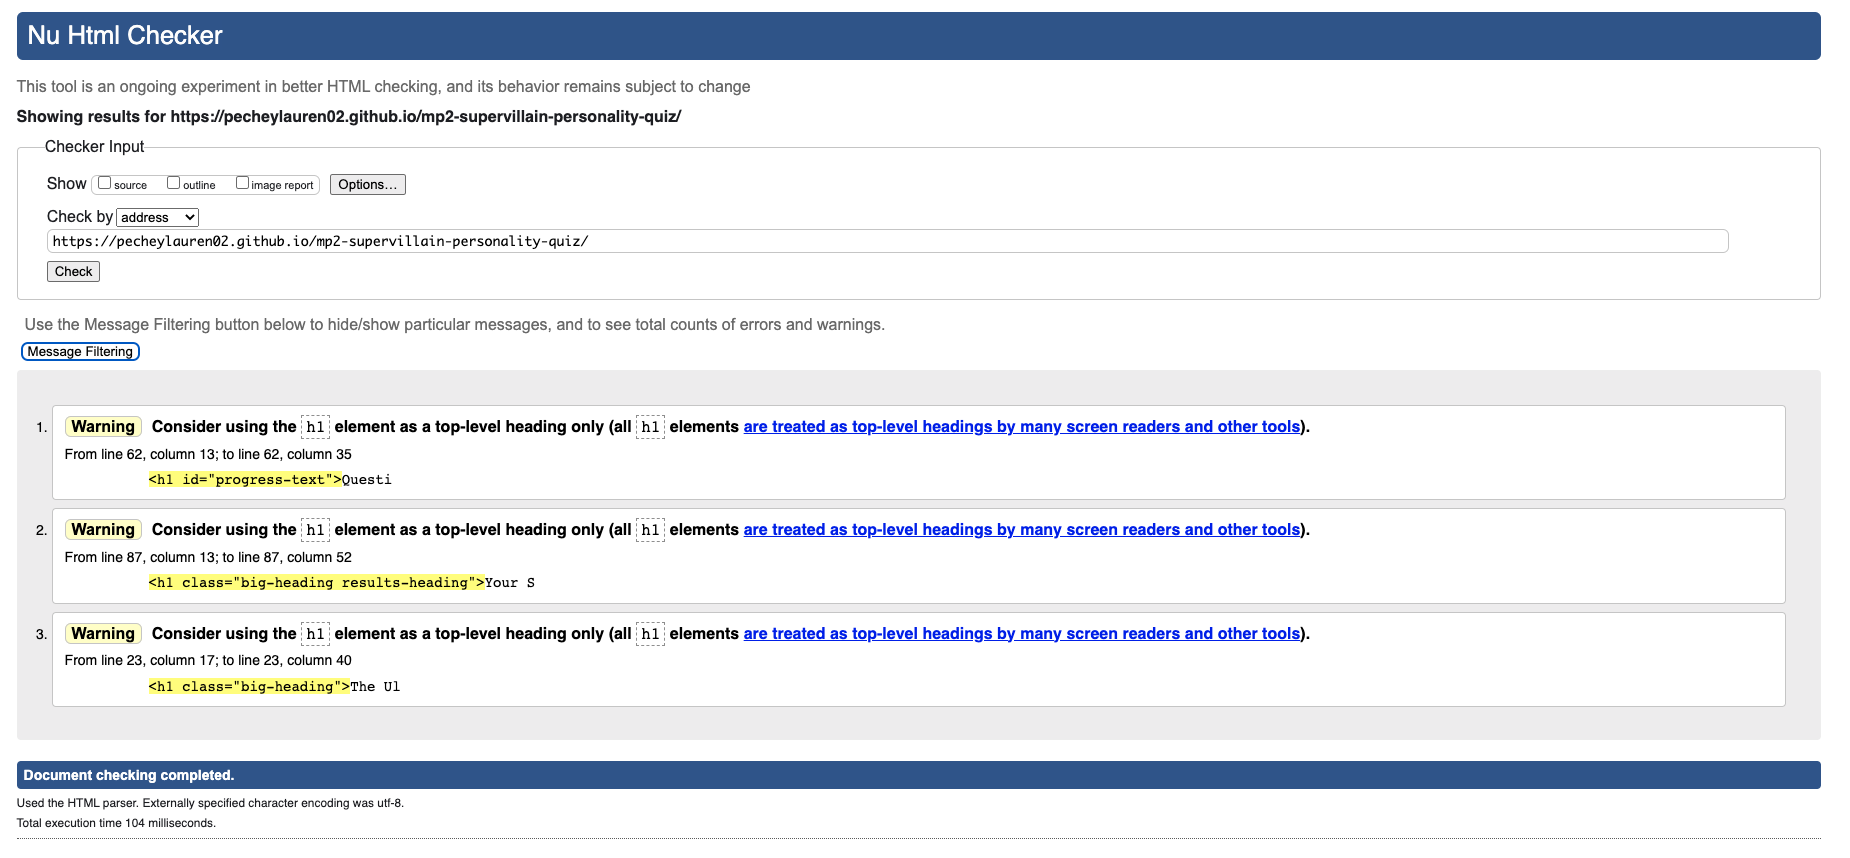 Nu Html Checker
This tool is an ongoing experiment in better HTML checking, and its behavior remains subject to change
Showing results for https://pecheylauren02.github.io/mp2-supervillain-personality-quiz/
Checker Input
Show source outline image report Options...
Check by address
https://pecheylauren02.github.io/mp2-supervillain-personality-quiz/
Check
Use the Message Filtering button below to hide/show particular messages, and to see total counts of errors and warnings.
Message Filtering
1. Warning Consider using the h1 element as a top-level heading only (all h1 elements are treated as top-level headings by many screen readers and other tools).
From line 62, column 13; to line 62, column 35
<h1 id="progress-text">Questi
2. Warning Consider using the h1 element as a top-level heading only (all h1 elements are treated as top-level headings by many screen readers and other tools).
From line 87, column 13; to line 87, column 52
<h1 class="big-heading results-heading">Your S
3. Warning Consider using the h1 element as a top-level heading only (all h1 elements are treated as top-level headings by many screen readers and other tools).
From line 23, column 17; to line 23, column 40
<h1 class="big-heading">The Ul
Document checking completed.
Used the HTML parser. Externally specified character encoding was utf-8.
Total execution time 104 milliseconds.